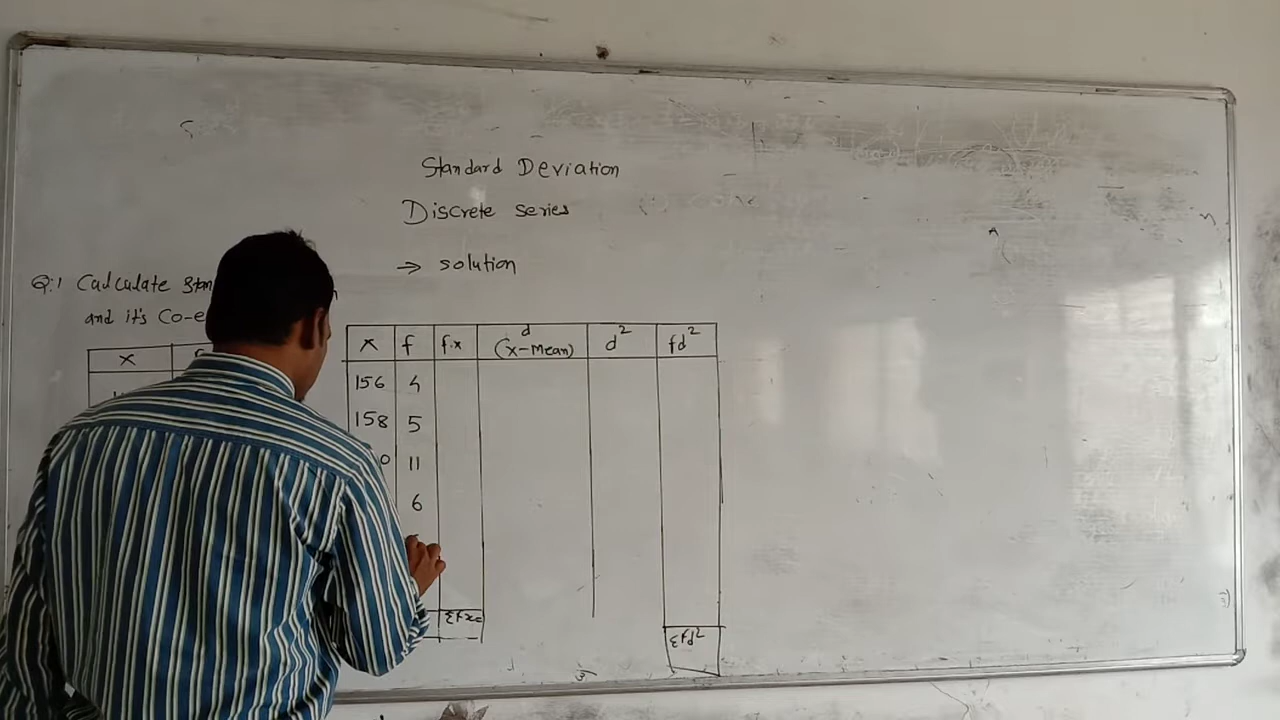 Standard Deviation
Discrete series
→ solution
Q:1 Calculate
and it's Co-e
x
x f f.x d (x-Mean) d² fd²
156 4
158 5
0 11
6
Σfx=
Σfd²